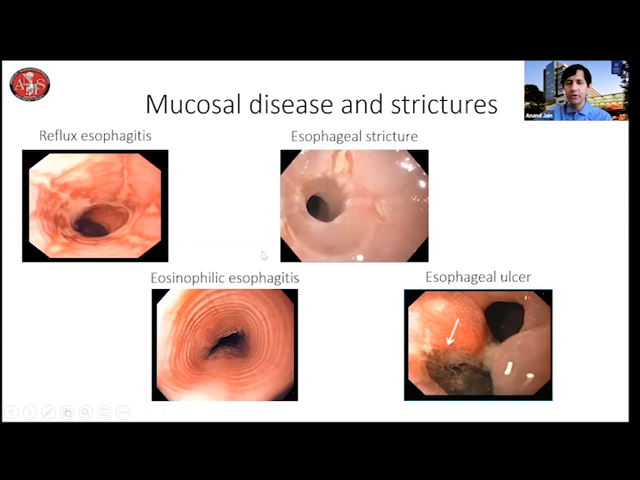 Mucosal disease and strictures
Anand Jain
Reflux esophagitis
Esophageal stricture
Eosinophilic esophagitis
Esophageal ulcer